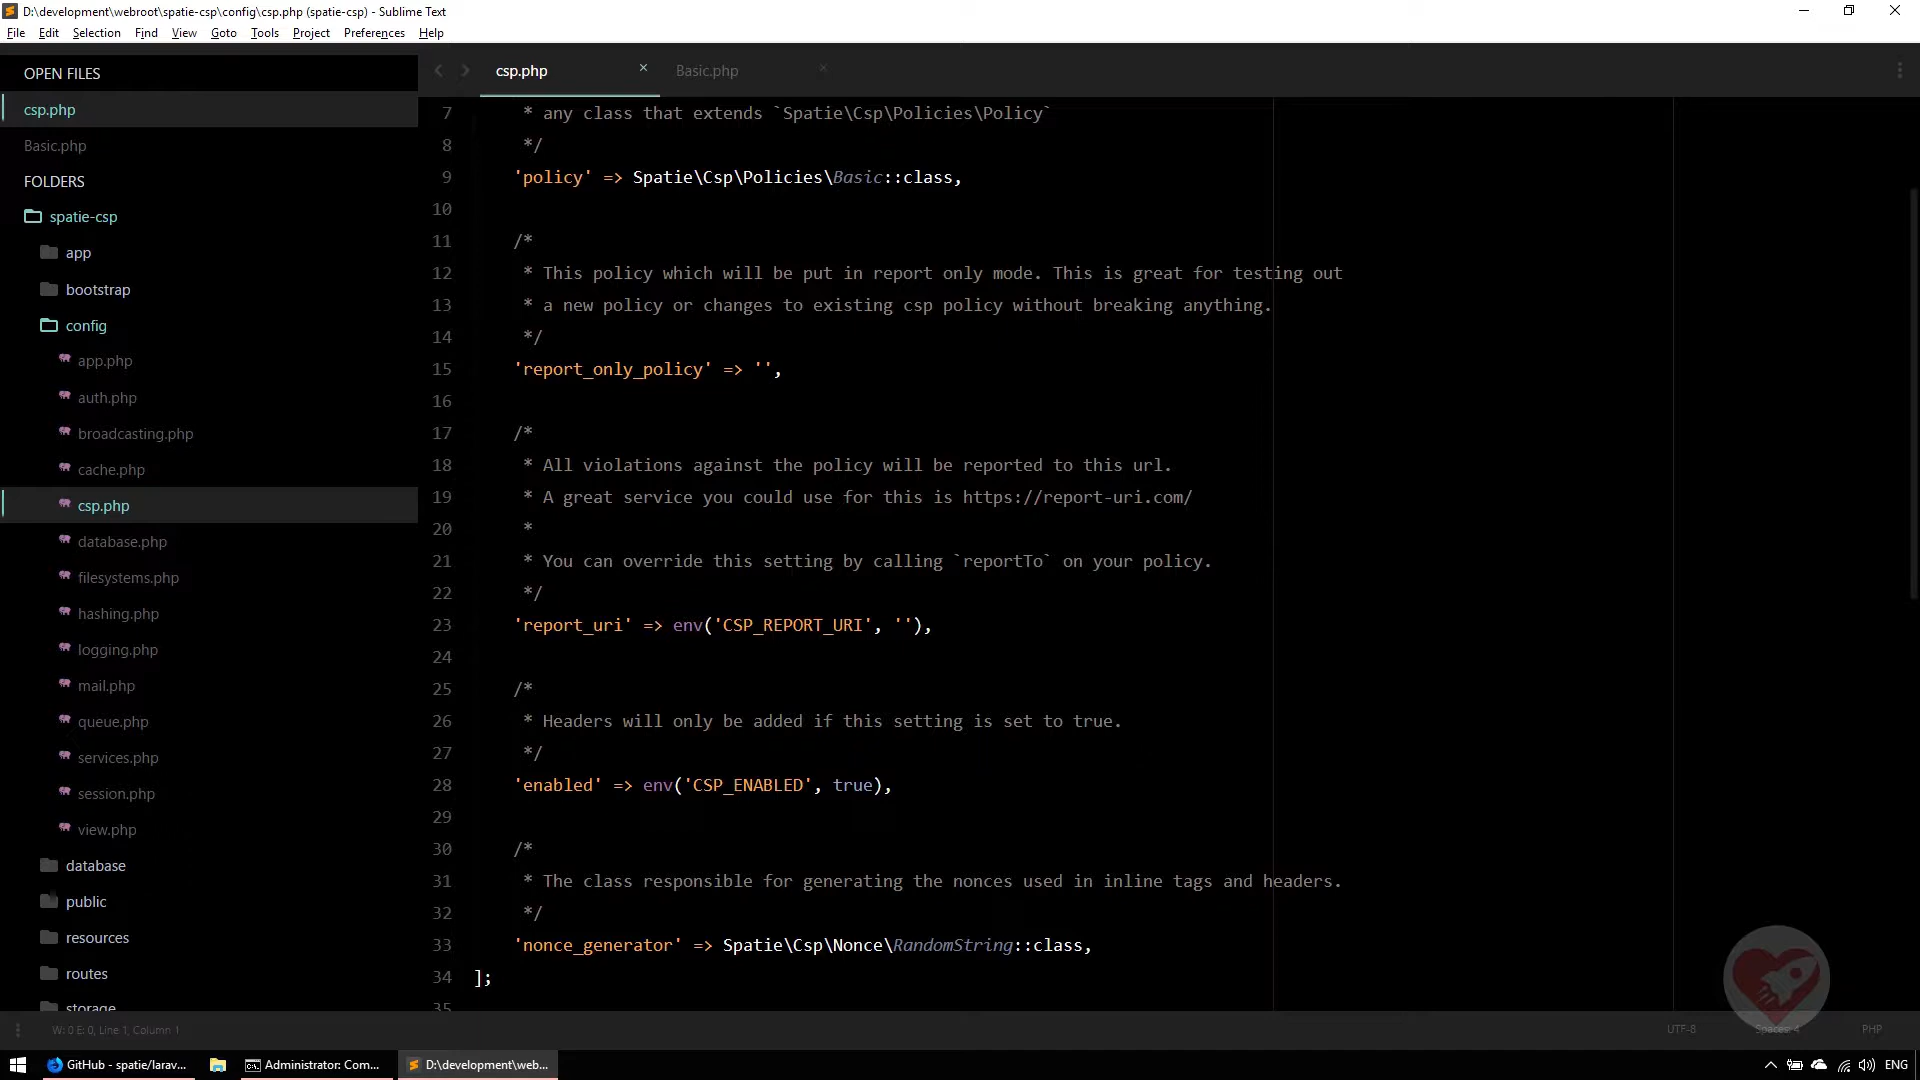 D:\development\webroot\spatie-csp\config\csp.php (spatie-csp) - Sublime Text
File Edit Selection Find View Goto Tools Project Preferences Help
OPEN FILES
csp.php
Basic.php
FOLDERS
spatie-csp
app
bootstrap
config
app.php
auth.php
broadcasting.php
cache.php
csp.php
database.php
filesystems.php
hashing.php
logging.php
mail.php
queue.php
services.php
session.php
view.php
database
public
resources
routes
storage
csp.php × Basic.php ×
7 * any class that extends `Spatie\Csp\Policies\Policy`
8 */
9 'policy' => Spatie\Csp\Policies\Basic::class,
10
11 /*
12 * This policy which will be put in report only mode. This is great for testing out
13 * a new policy or changes to existing csp policy without breaking anything.
14 */
15 'report_only_policy' => '',
16
17 /*
18 * All violations against the policy will be reported to this url.
19 * A great service you could use for this is https://report-uri.com/
20 *
21 * You can override this setting by calling `reportTo` on your policy.
22 */
23 'report_uri' => env('CSP_REPORT_URI', ''),
24
25 /*
26 * Headers will only be added if this setting is set to true.
27 */
28 'enabled' => env('CSP_ENABLED', true),
29
30 /*
31 * The class responsible for generating the nonces used in inline tags and headers.
32 */
33 'nonce_generator' => Spatie\Csp\Nonce\RandomString::class,
34 ];
35
W: 0 E: 0, Line 1, Column 1 UTF-8 Spaces: 4 PHP
GitHub - spatie/larav... Administrator: Com... D:\development\web... ENG